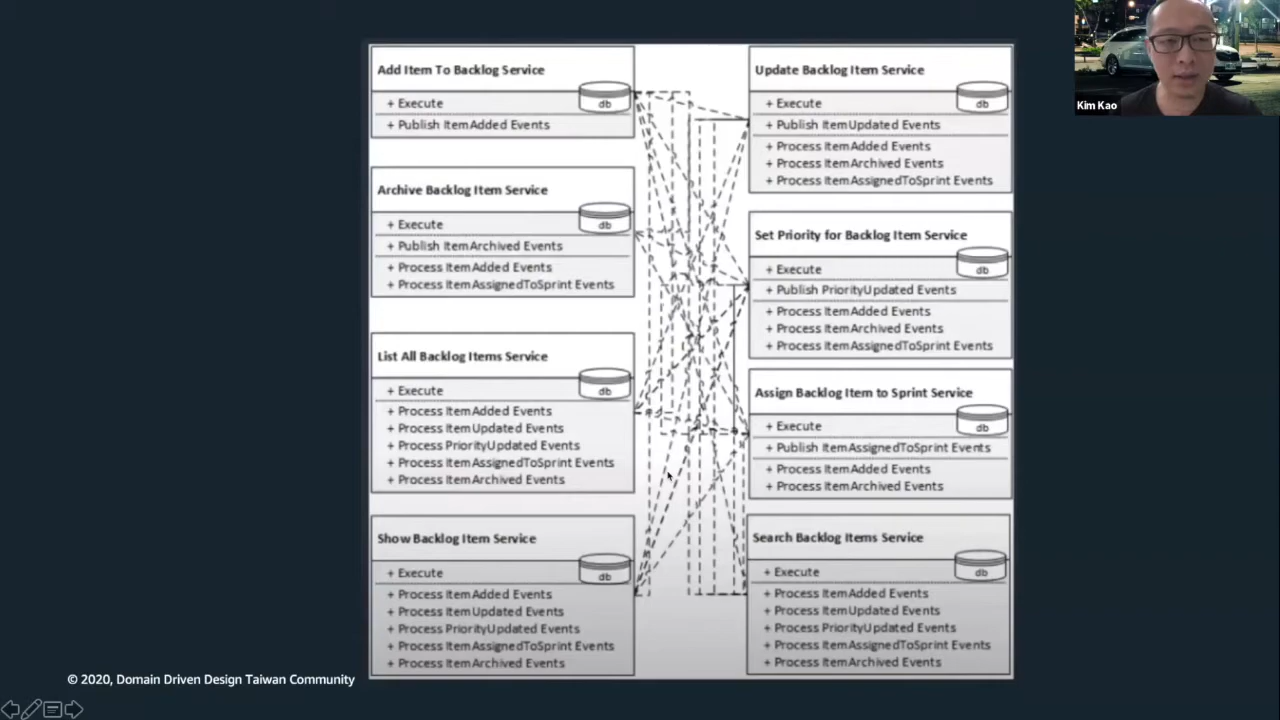 Add Item To Backlog Service
db
+ Execute
+ Publish ItemAdded Events
Archive Backlog Item Service
db
+ Execute
+ Publish ItemArchived Events
+ Process ItemAdded Events
+ Process ItemAssignedToSprint Events
List All Backlog Items Service
db
+ Execute
+ Process ItemAdded Events
+ Process ItemUpdated Events
+ Process PriorityUpdated Events
+ Process ItemAssignedToSprint Events
+ Process ItemArchived Events
Show Backlog Item Service
db
+ Execute
+ Process ItemAdded Events
+ Process ItemUpdated Events
+ Process PriorityUpdated Events
+ Process ItemAssignedToSprint Events
+ Process ItemArchived Events
Update Backlog Item Service
db
+ Execute
+ Publish ItemUpdated Events
+ Process ItemAdded Events
+ Process ItemArchived Events
+ Process ItemAssignedToSprint Events
Set Priority for Backlog Item Service
db
+ Execute
+ Publish PriorityUpdated Events
+ Process ItemAdded Events
+ Process ItemArchived Events
+ Process ItemAssignedToSprint Events
Assign Backlog Item to Sprint Service
db
+ Execute
+ Publish ItemAssignedToSprint Events
+ Process ItemAdded Events
+ Process ItemArchived Events
Search Backlog Items Service
db
+ Execute
+ Process ItemAdded Events
+ Process ItemUpdated Events
+ Process PriorityUpdated Events
+ Process ItemAssignedToSprint Events
+ Process ItemArchived Events
Kim Kao
© 2020, Domain Driven Design Taiwan Community